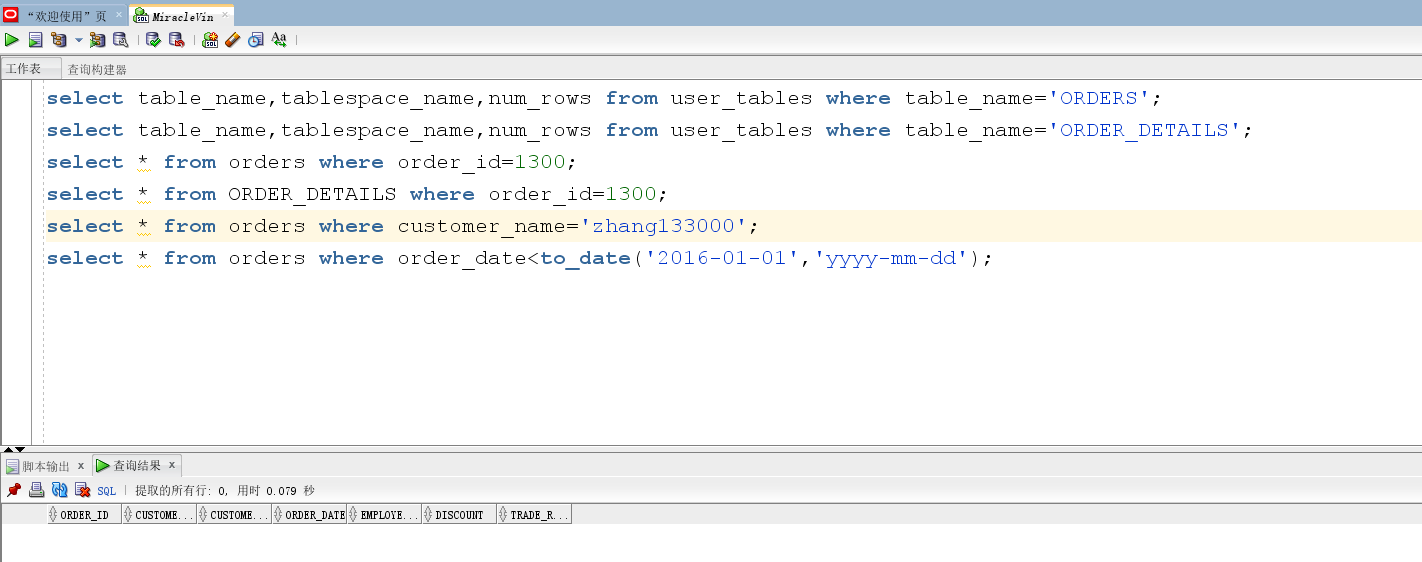 “欢迎使用”页 × MiracleVin ×
Aa
工作表 查询构建器
select table_name,tablespace_name,num_rows from user_tables where table_name='ORDERS';
select table_name,tablespace_name,num_rows from user_tables where table_name='ORDER_DETAILS';
select * from orders where order_id=1300;
select * from ORDER_DETAILS where order_id=1300;
select * from orders where customer_name='zhang133000';
select * from orders where order_date<to_date('2016-01-01','yyyy-mm-dd');
脚本输出 x 查询结果 x
SQL | 提取的所有行: 0, 用时 0.079 秒
ORDER_ID CUSTOME... CUSTOME... ORDER_DATE EMPLOYE... DISCOUNT TRADE_R...